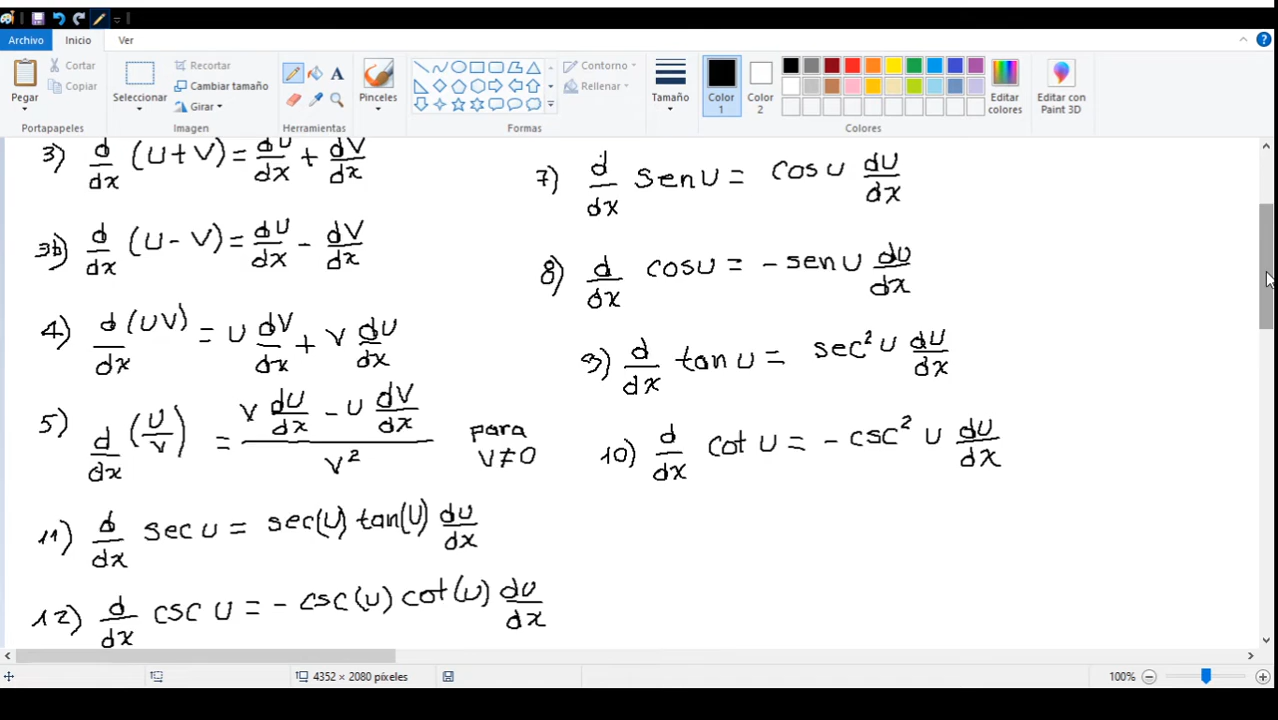 Archivo Inicio Ver
Pegar
Cortar
Copiar
Portapapeles
Seleccionar
Recortar
Cambiar tamaño
Girar
Imagen
A
Herramientas
Pinceles
Contorno
Rellenar
Formas
Tamaño
Color 1
Color 2
Colores
Editar colores
Editar con Paint 3D
3) d/dx (U + V) = dU/dx + dV/dx
3b) d/dx (U - V) = dU/dx - dV/dx
4) d/dx (UV) = U dV/dx + V dU/dx
5) d/dx (U/V) = (V dU/dx - U dV/dx) / V² para V≠0
11) d/dx sec U = sec(U) tan(U) dU/dx
12) d/dx csc U = - csc(U) cot(U) dU/dx
7) d/dx sen U = cos U dU/dx
8) d/dx cos U = - sen U dU/dx
9) d/dx tan U = sec² U dU/dx
10) d/dx cot U = - csc² U dU/dx
4352 × 2080 píxeles
100%